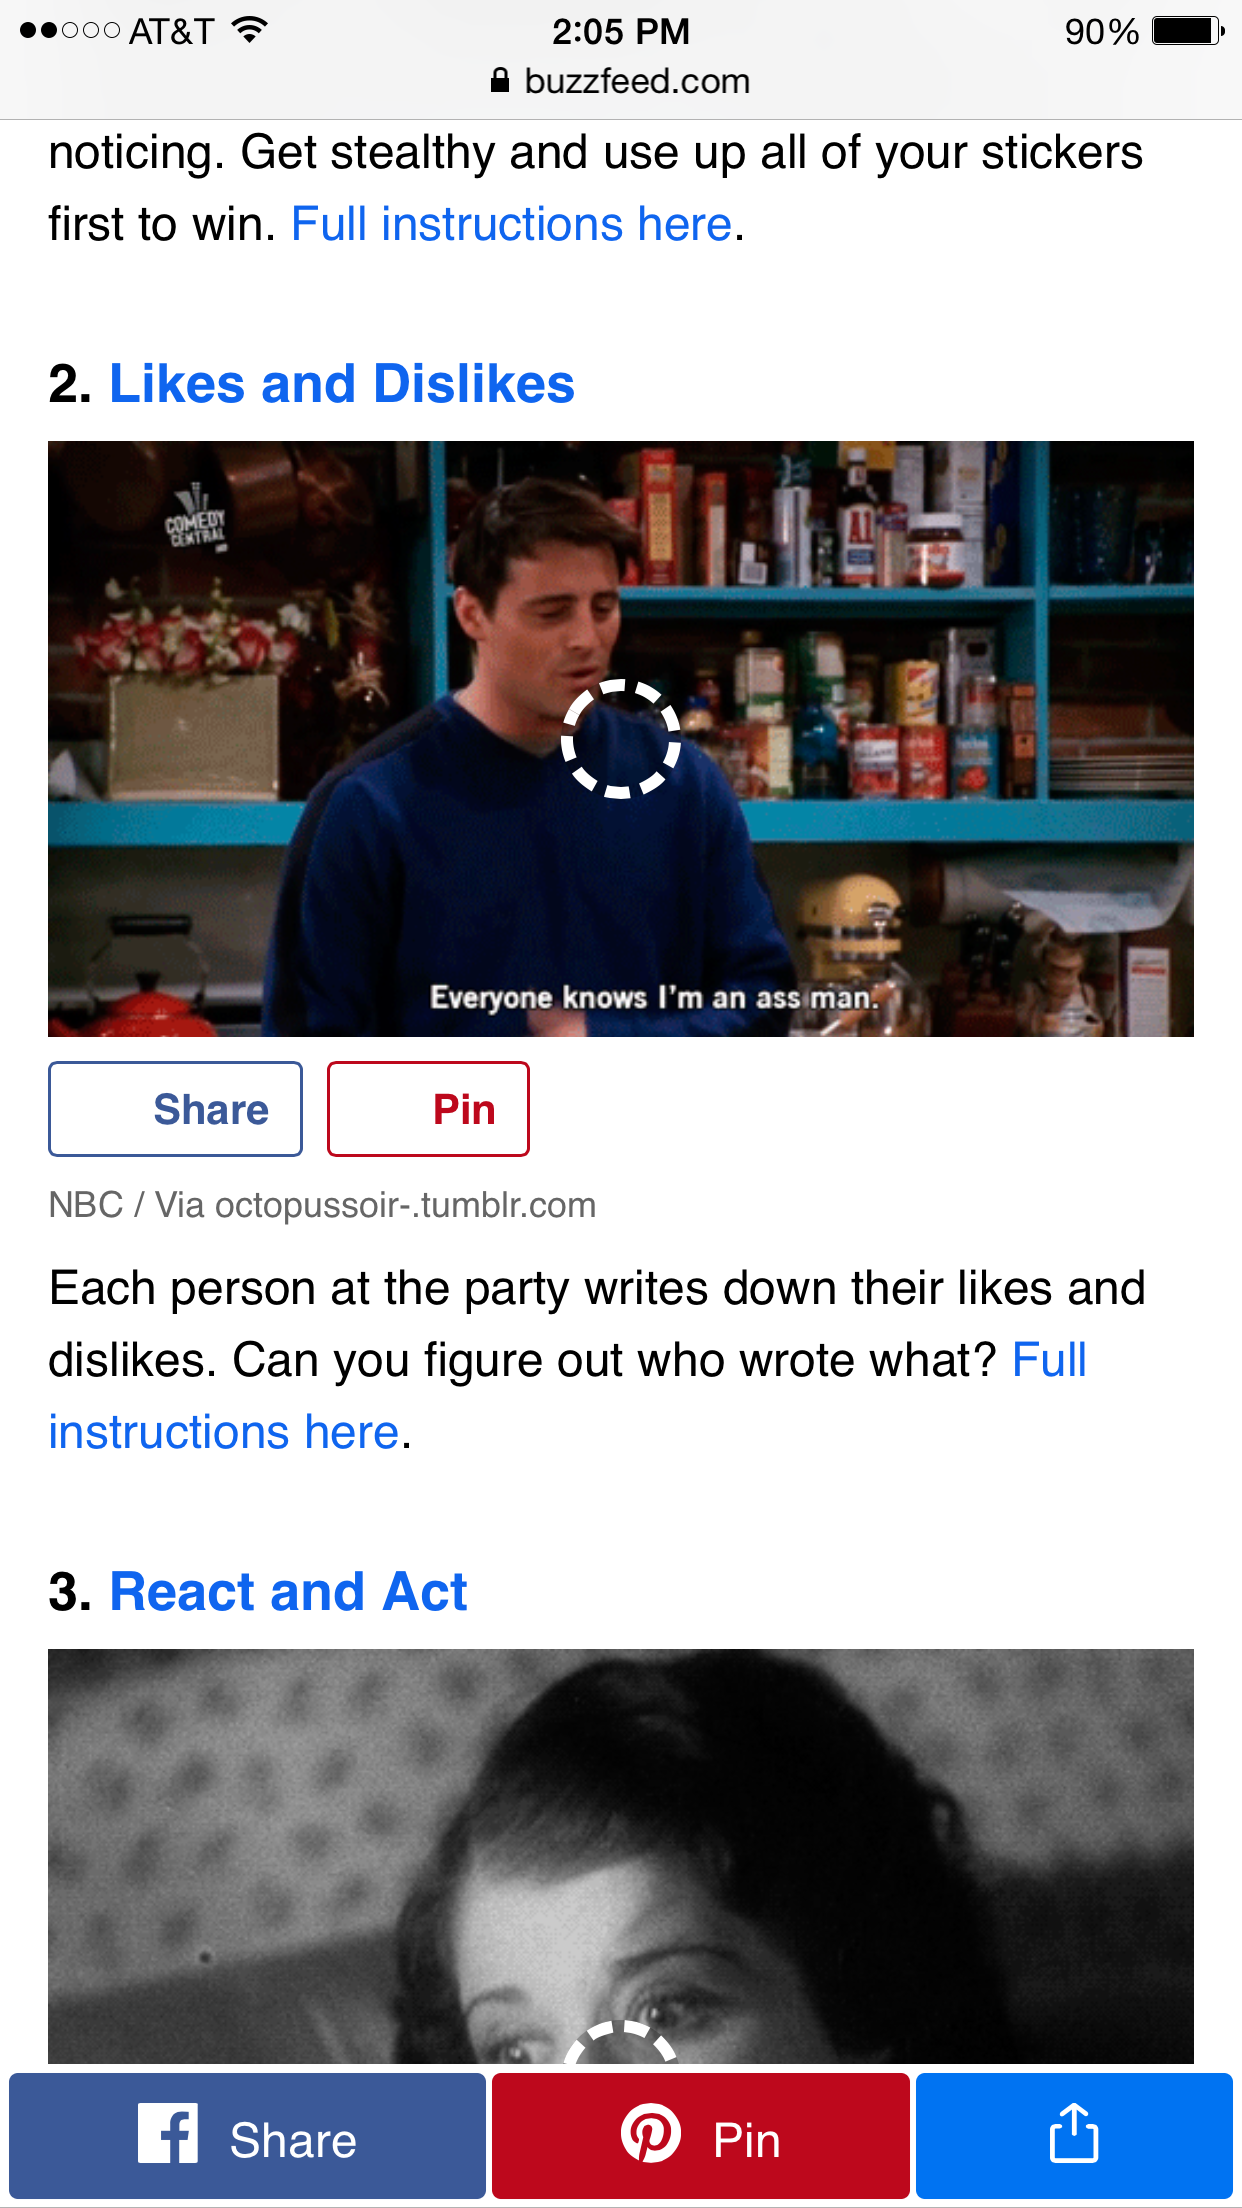 AT&T 2:05 PM 90%
buzzfeed.com
noticing. Get stealthy and use up all of your stickers
first to win. Full instructions here.
2. Likes and Dislikes
COMEDY
CENTRAL
A1
Everyone knows I'm an ass man.
Share Pin
NBC / Via octopussoir-.tumblr.com
Each person at the party writes down their likes and
dislikes. Can you figure out who wrote what? Full
instructions here.
3. React and Act
Share Pin